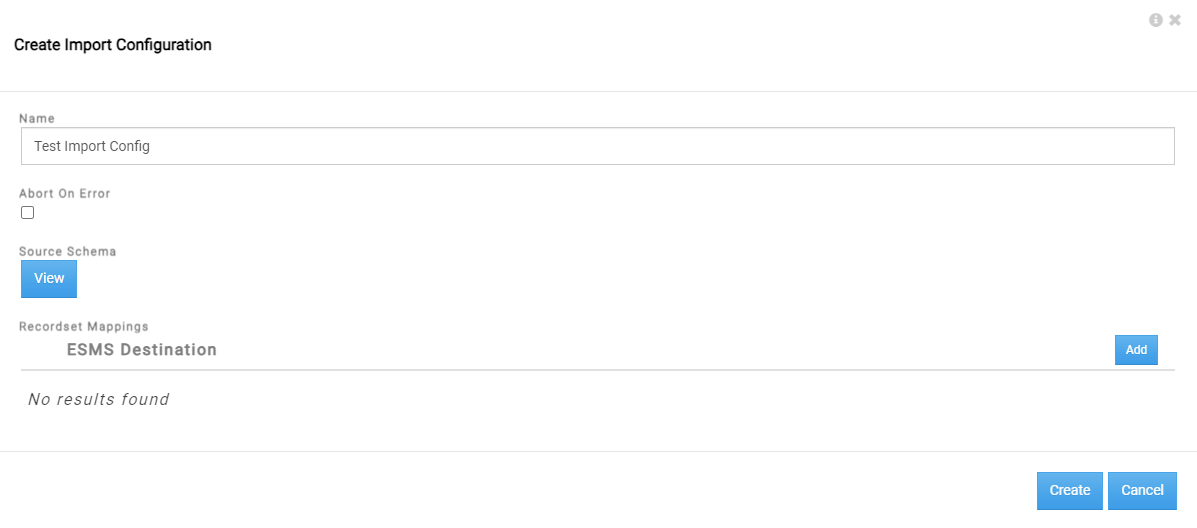 Create Import Configuration
Name
Test Import Config
Abort On Error
Source Schema
View
Recordset Mappings
ESMS Destination
Add
No results found
Create
Cancel